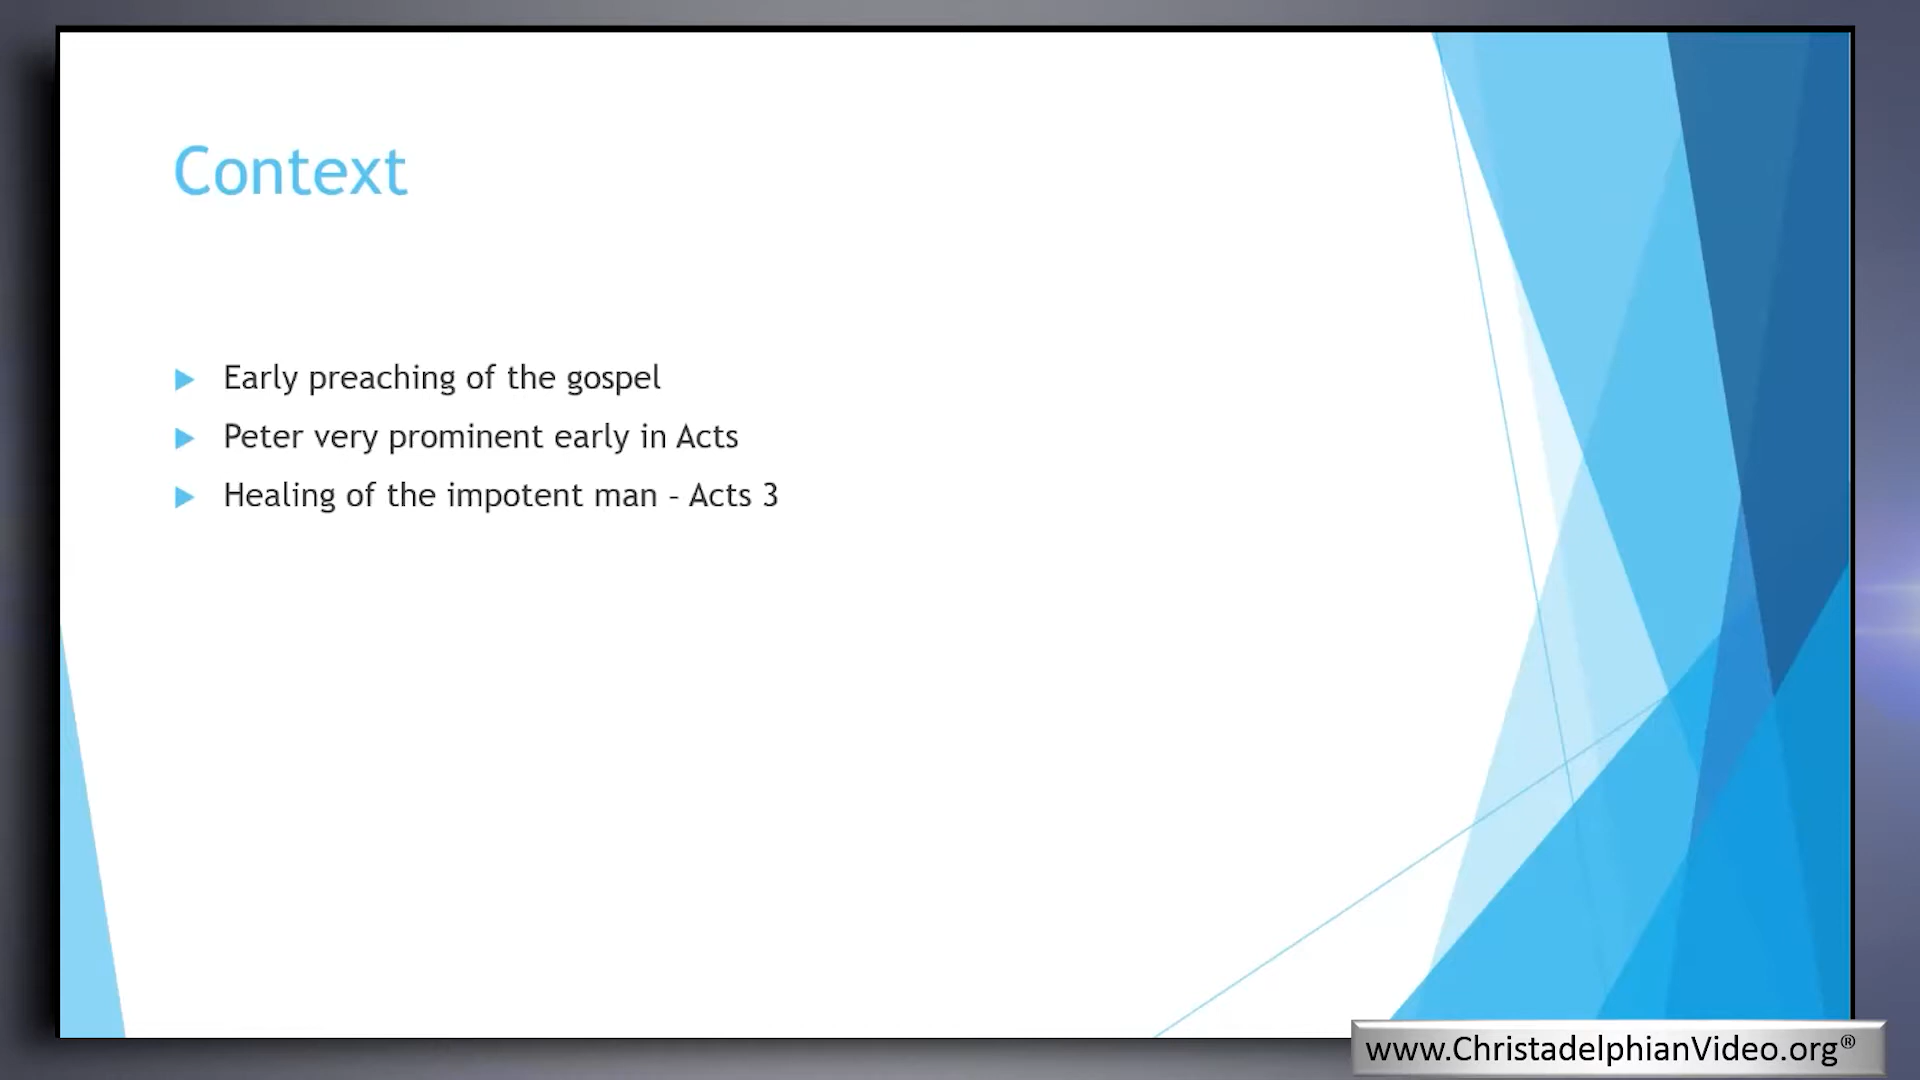 Context
Early preaching of the gospel
Peter very prominent early in Acts
Healing of the impotent man – Acts 3
www.ChristadelphianVideo.org®